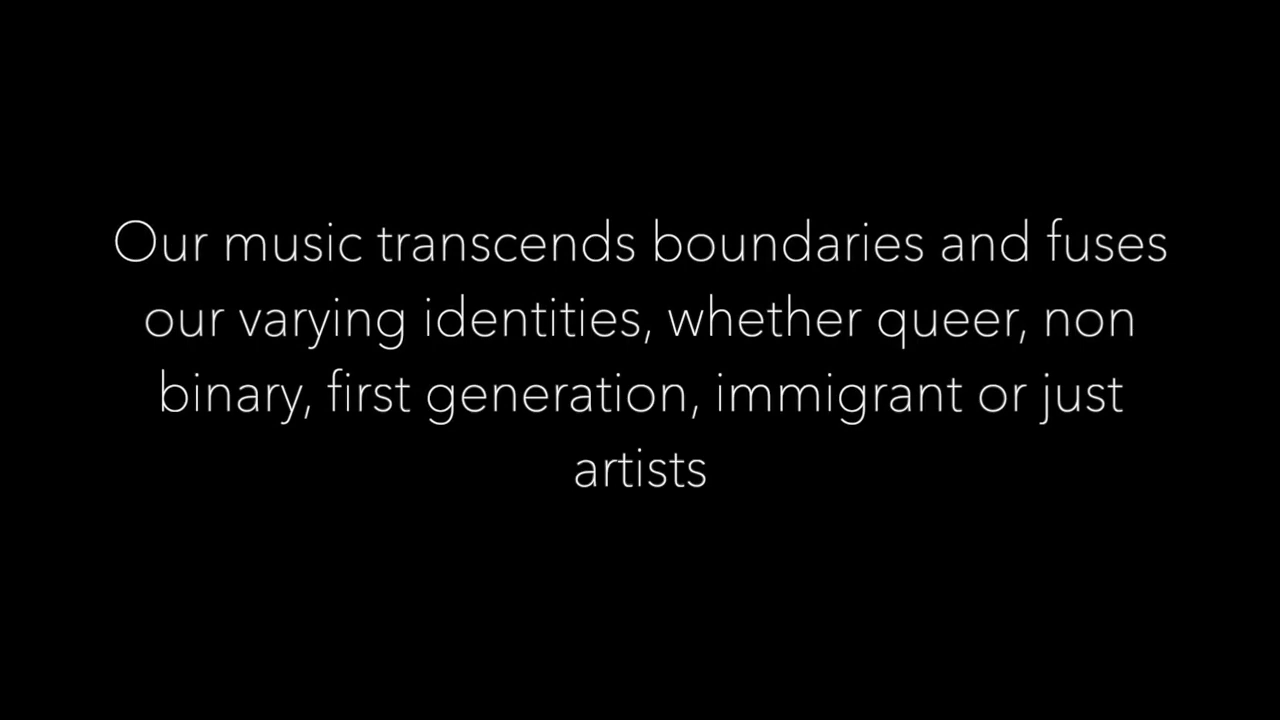 Our music transcends boundaries and fuses
our varying identities, whether queer, non
binary, first generation, immigrant or just
artists